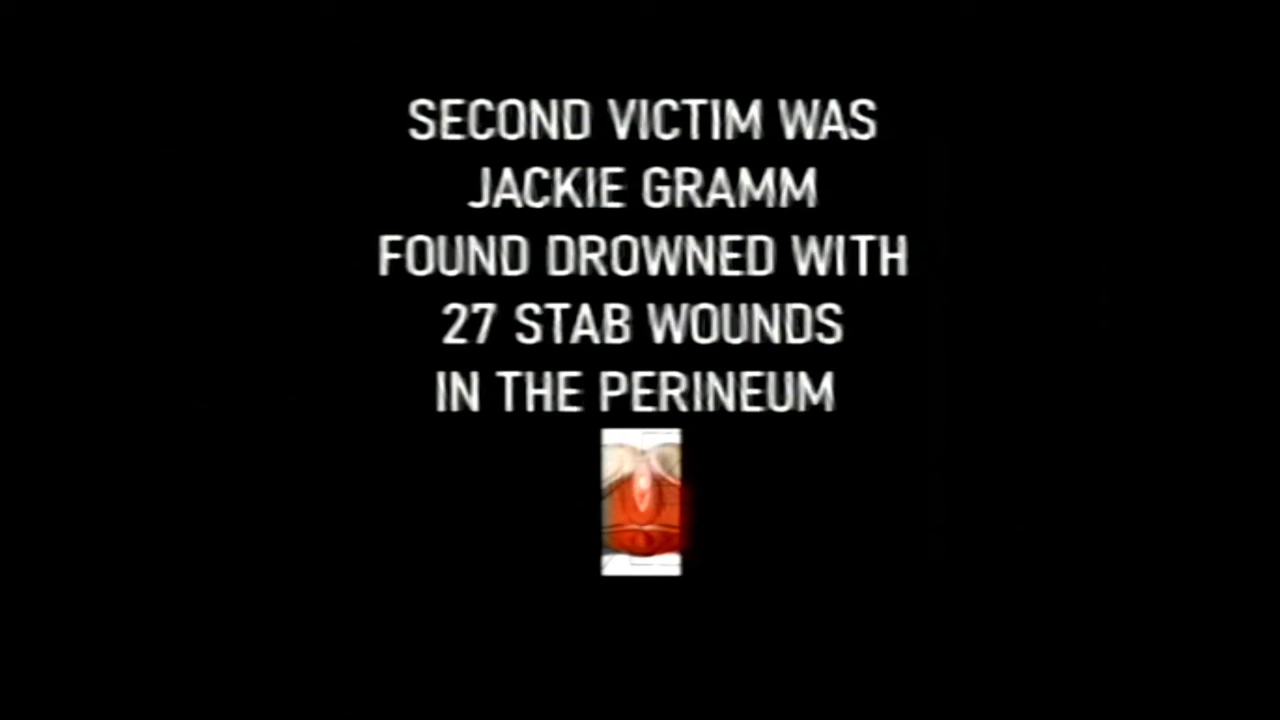 SECOND VICTIM WAS
JACKIE GRAMM
FOUND DROWNED WITH
27 STAB WOUNDS
IN THE PERINEUM